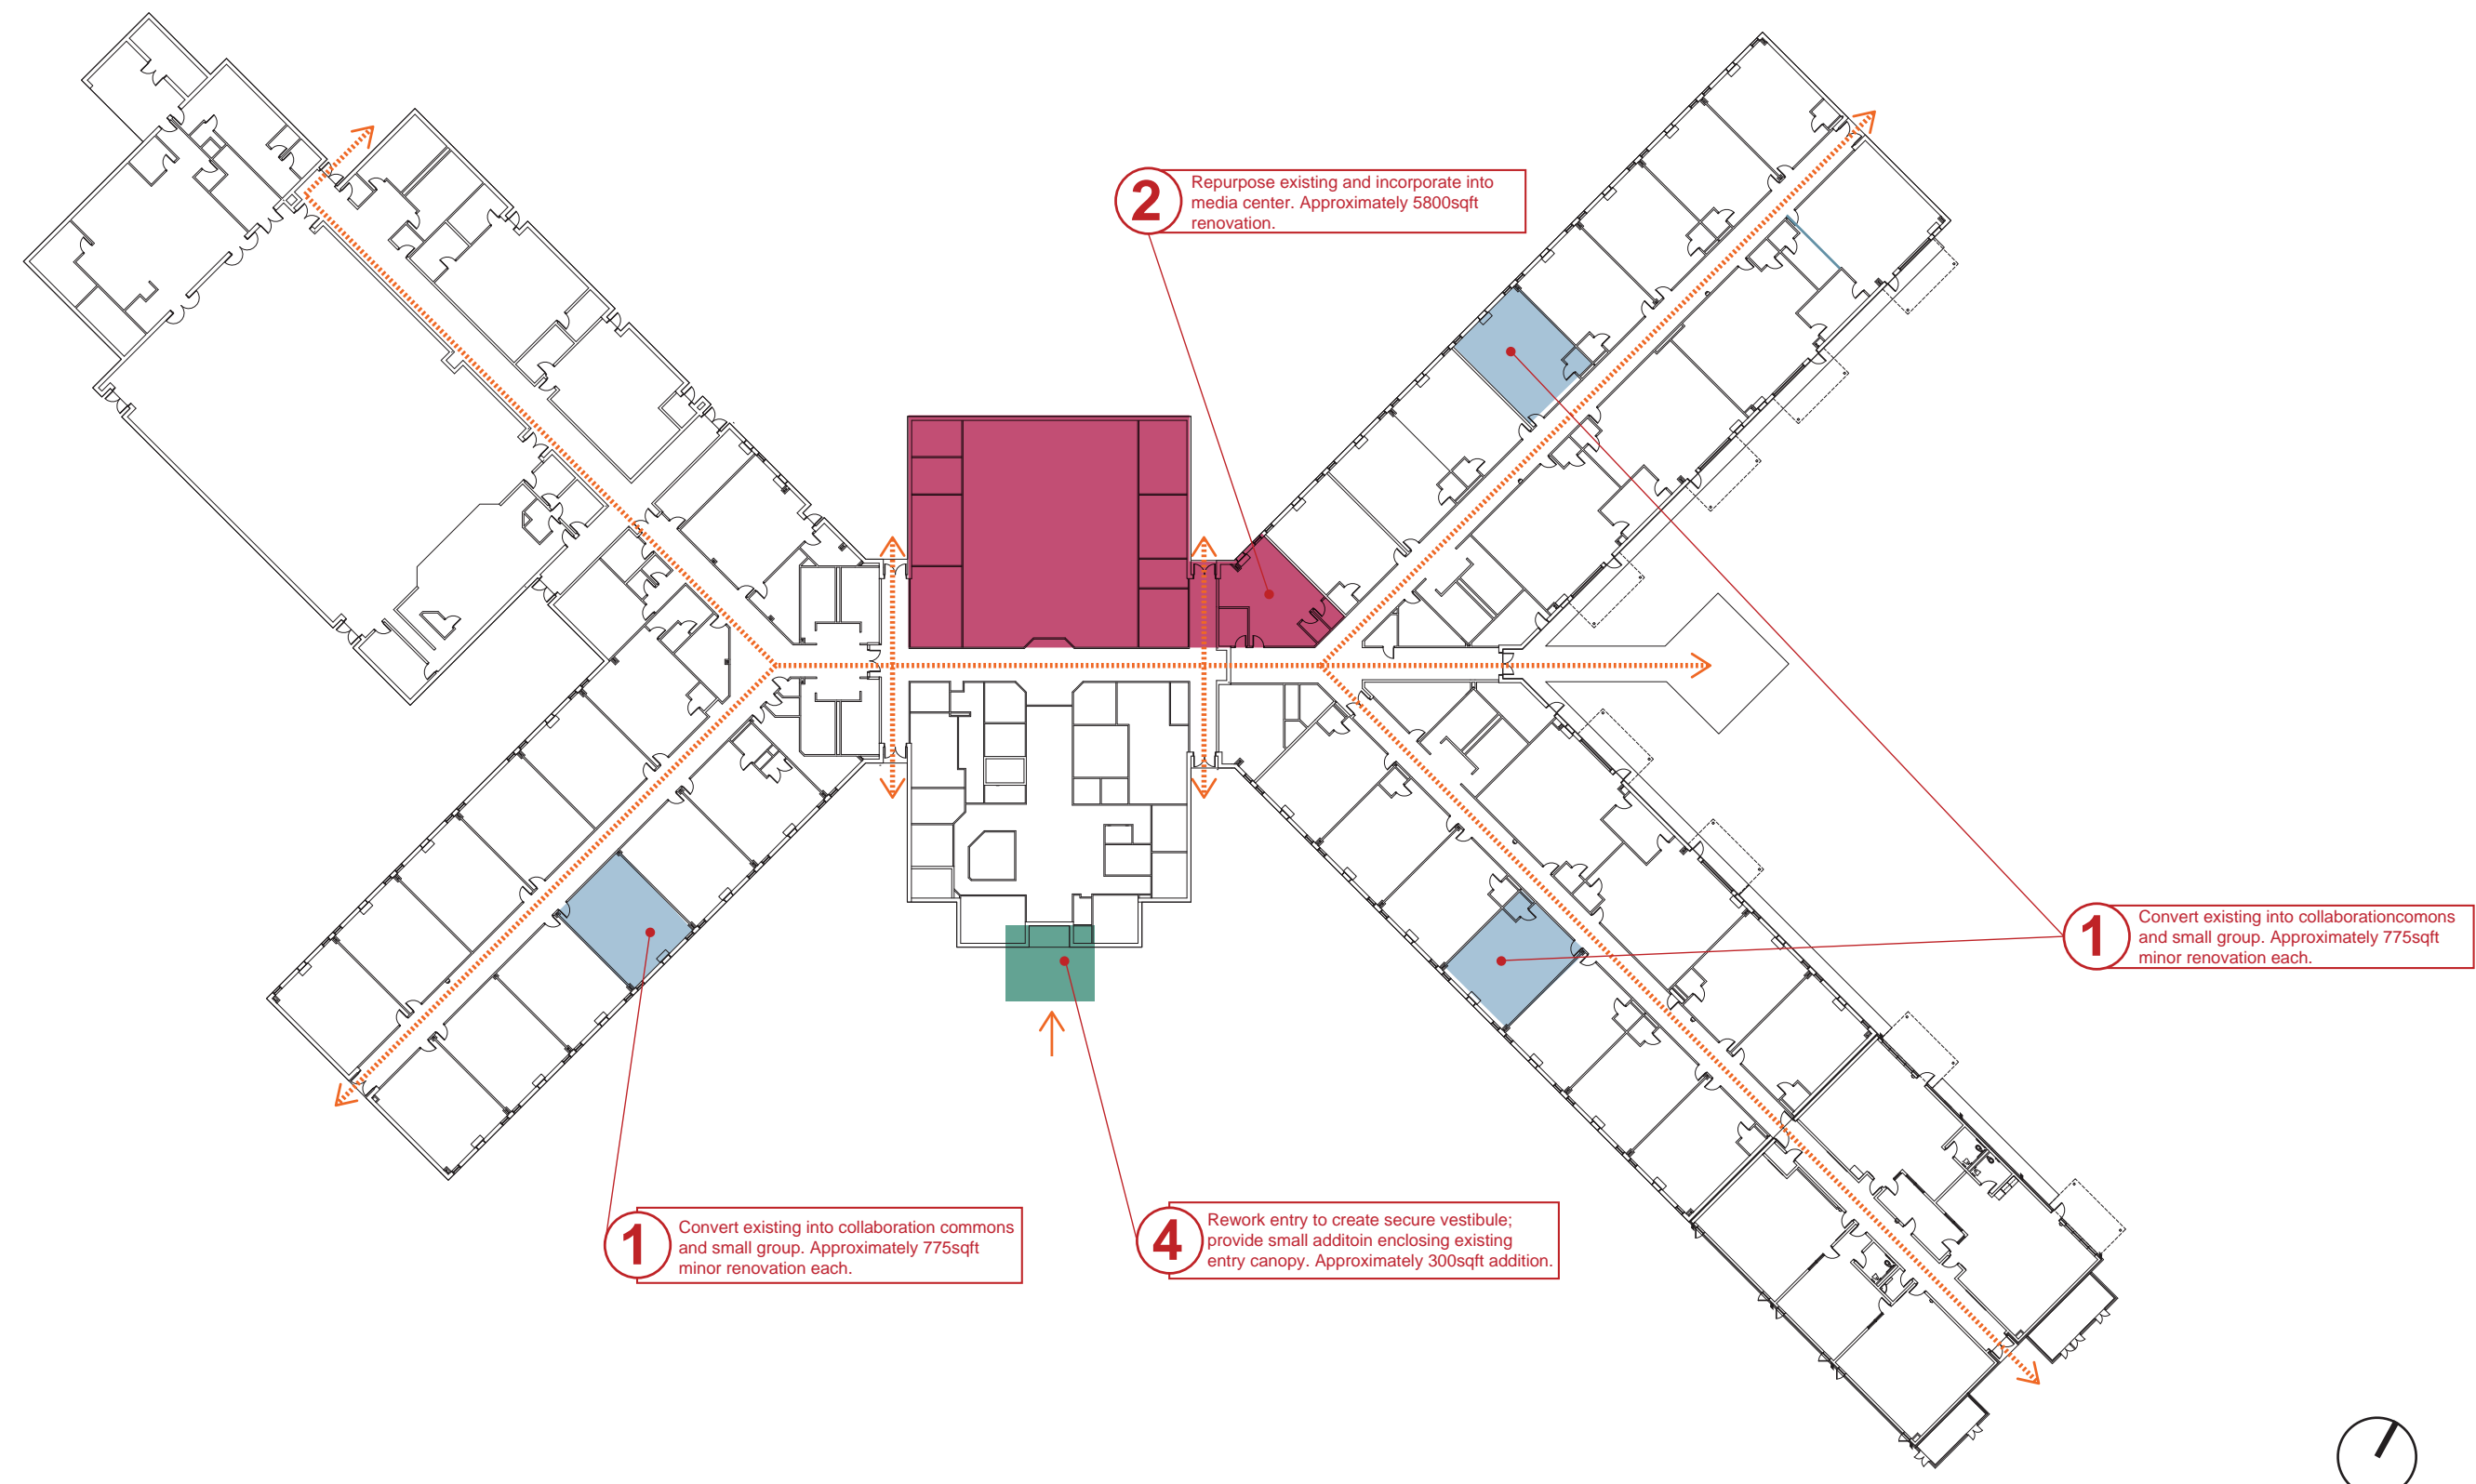 2
Repurpose existing and incorporate into
media center. Approximately 5800sqft
renovation.
1
Convert existing into collaborationcomons
and small group. Approximately 775sqft
minor renovation each.
1
Convert existing into collaboration commons
and small group. Approximately 775sqft
minor renovation each.
4
Rework entry to create secure vestibule;
provide small additoin enclosing existing
entry canopy. Approximately 300sqft addition.